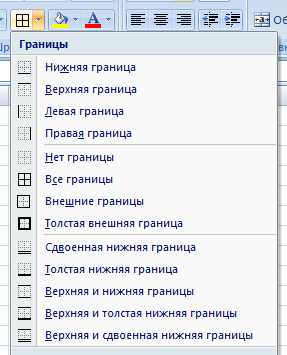 Границы
Нижняя граница
Верхняя граница
Левая граница
Правая граница
Нет границы
Все границы
Внешние границы
Толстая внешняя граница
Сдвоенная нижняя граница
Толстая нижняя граница
Верхняя и нижняя границы
Верхняя и толстая нижняя границы
Верхняя и сдвоенная нижняя границы